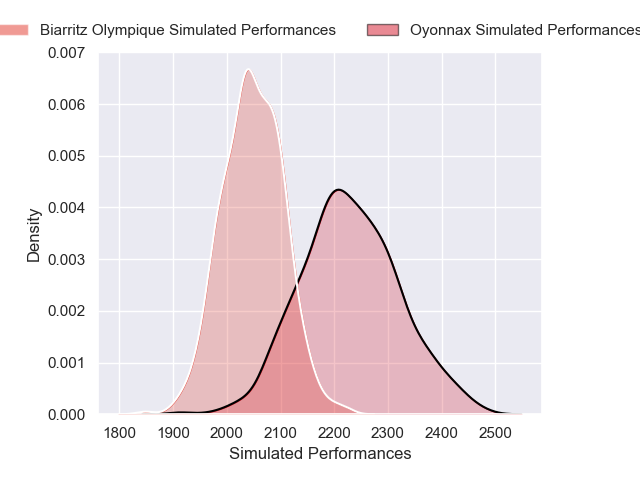 Biarritz Olympique Simulated Performances
Oyonnax Simulated Performances
0.007
0.006
0.005
0.004
0.003
0.002
0.001
0.000
Density
1800 1900 2000 2100 2200 2300 2400 2500
Simulated Performances